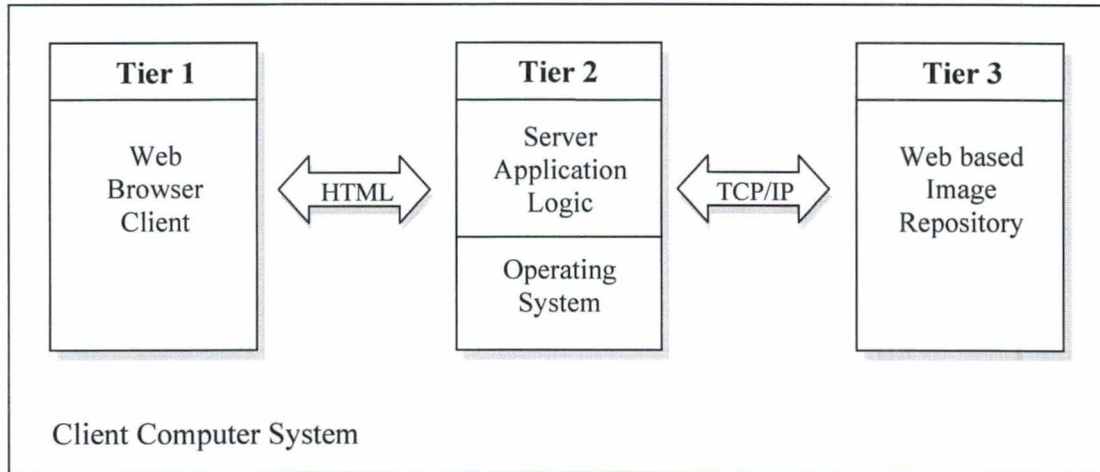 Tier 1
Web
Browser
Client
HTML
Tier 2
Server
Application
Logic
Operating
System
TCP/IP
Tier 3
Web based
Image
Repository
Client Computer System